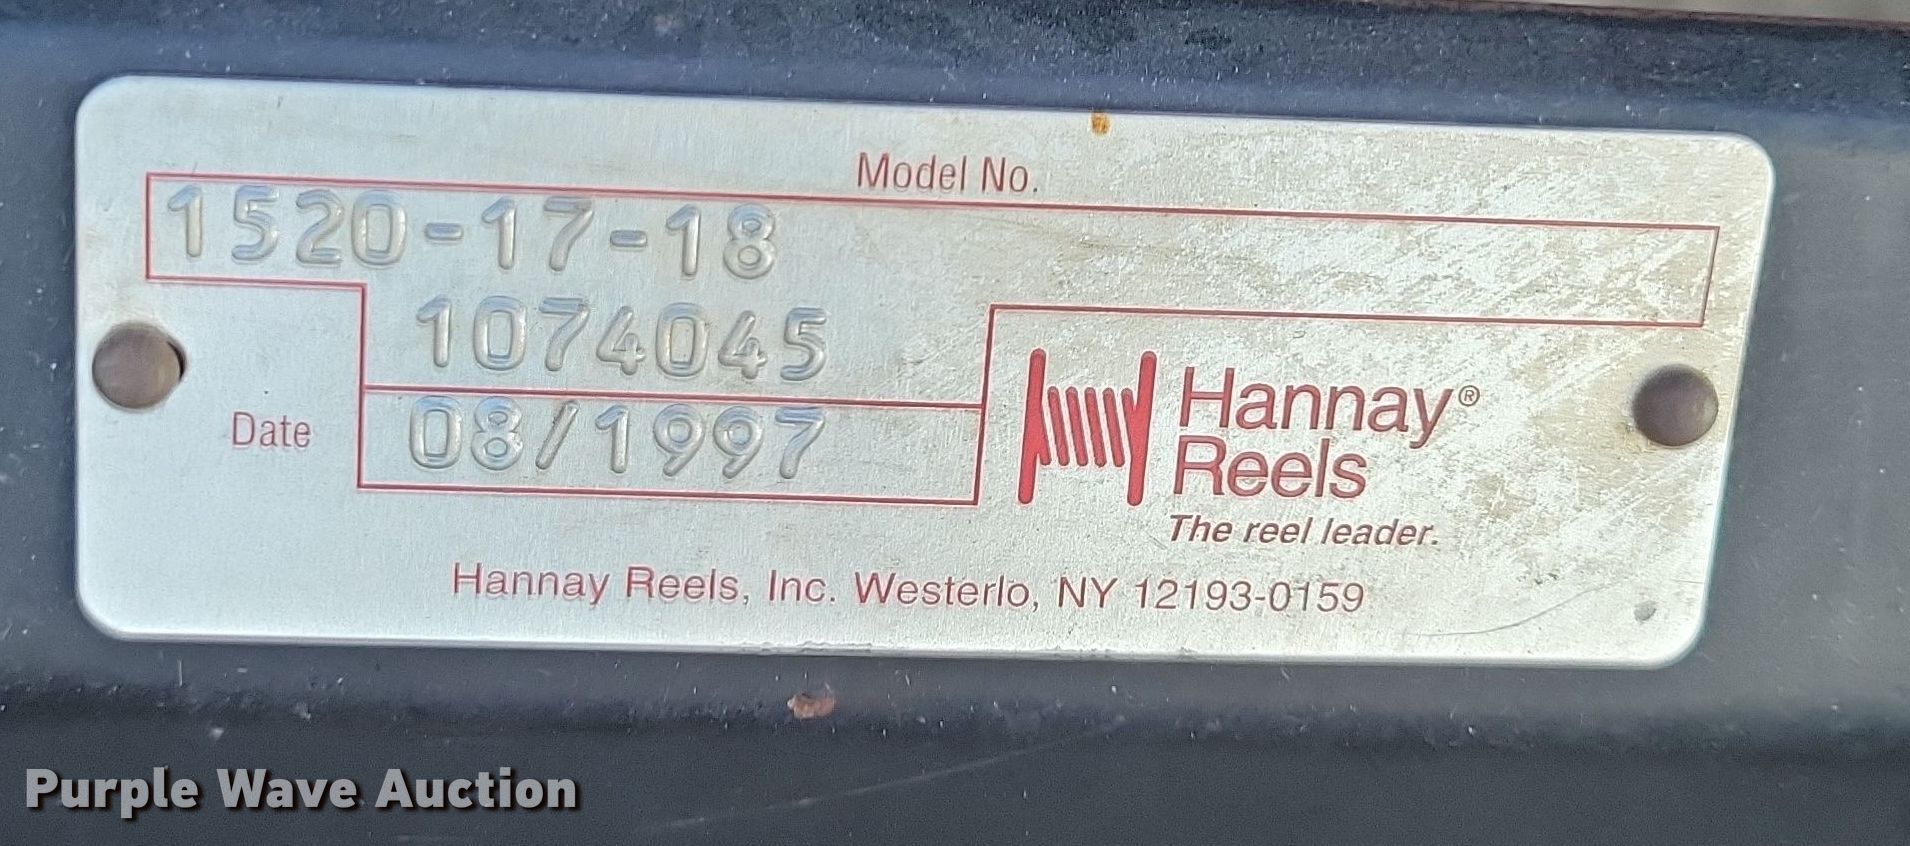 Model No.
1520-17-18
1074045
Date 08/1997
Hannay®
Reels
The reel leader.
Hannay Reels, Inc. Westerlo, NY 12193-0159
Purple Wave Auction